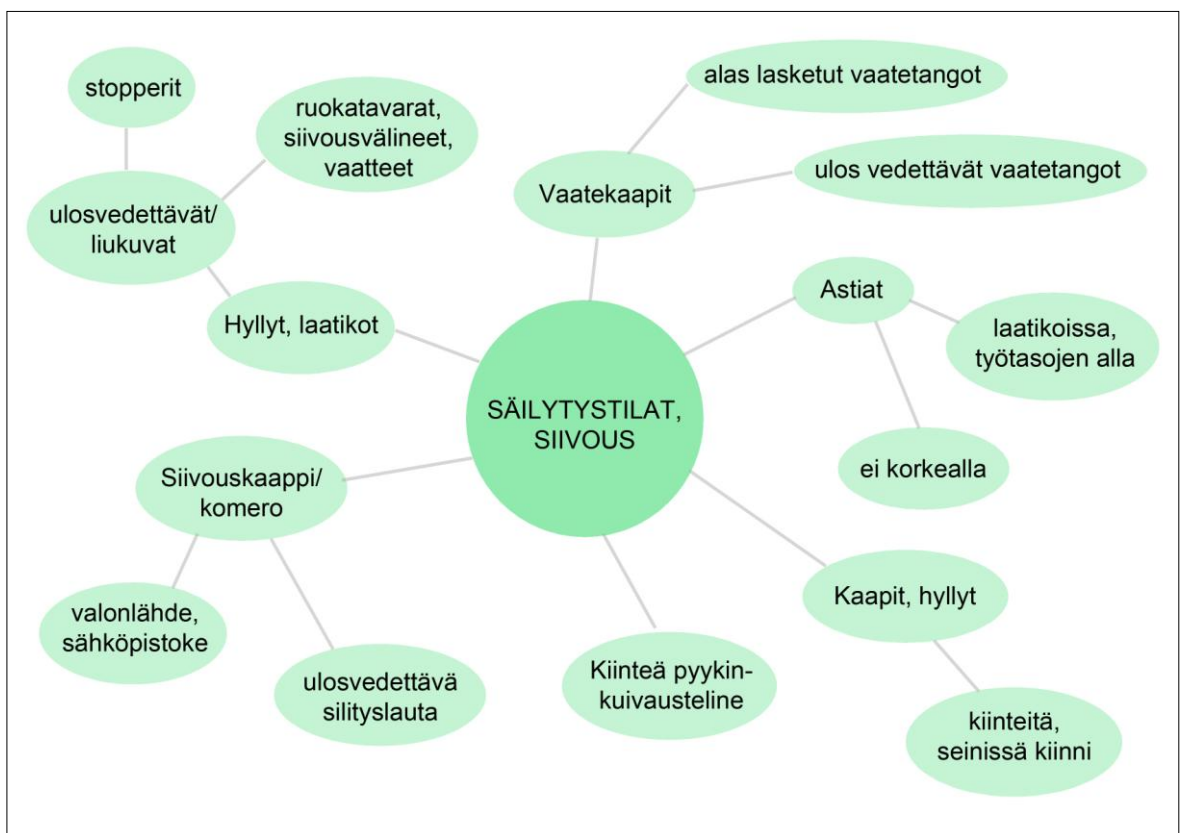 stopperit
ruokatavarat,
siivousvälineet,
vaatteet
ulosvedettävät/
liukuvat
Hyllyt, laatikot
alas lasketut vaatetangot
ulos vedettävät vaatetangot
Vaatekaapit
Astiat
laatikoissa,
työtasojen alla
ei korkealla
SÄILYTYSTILAT,
SIIVOUS
Siivouskaappi/
komero
valonlähde,
sähköpistoke
ulosvedettävä
silityslauta
Kiinteä pyykin-
kuivausteline
Kaapit, hyllyt
kiinteitä,
seinissä kiinni